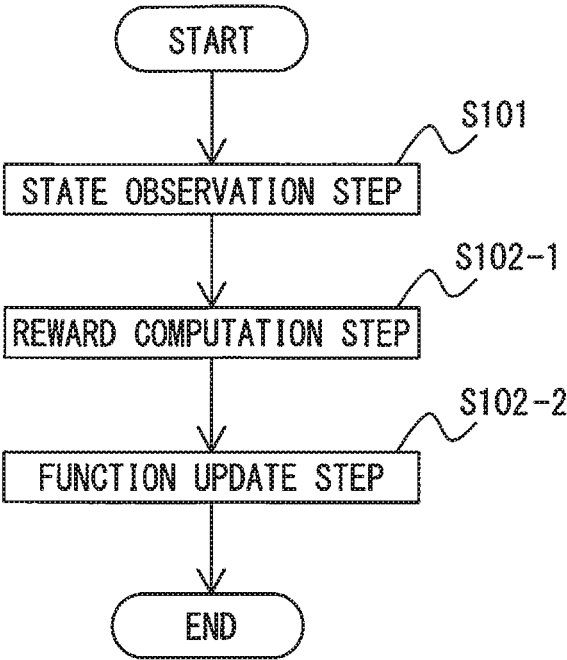 START
S101
STATE OBSERVATION STEP
S102-1
REWARD COMPUTATION STEP
S102-2
FUNCTION UPDATE STEP
END